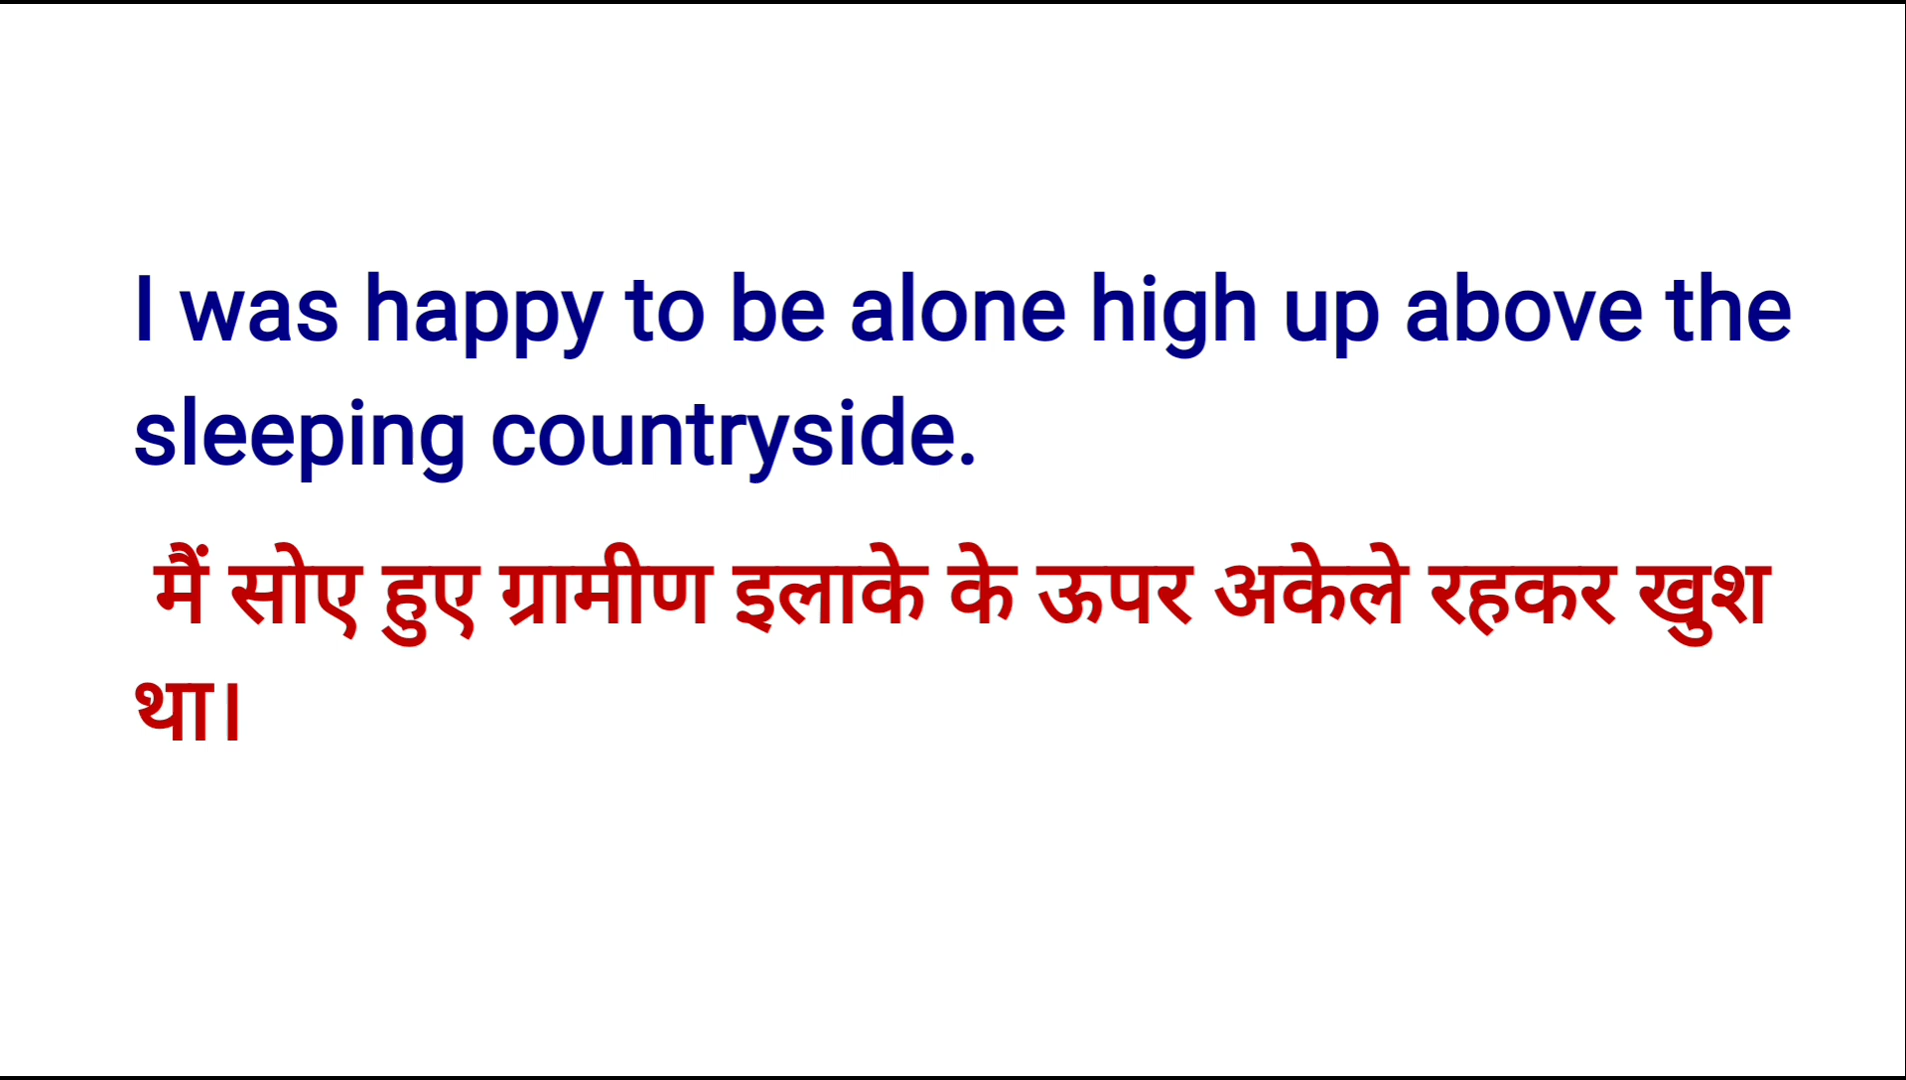 I was happy to be alone high up above the
sleeping countryside.
मैं सोए हुए ग्रामीण इलाके के ऊपर अकेले रहकर खुश
था।